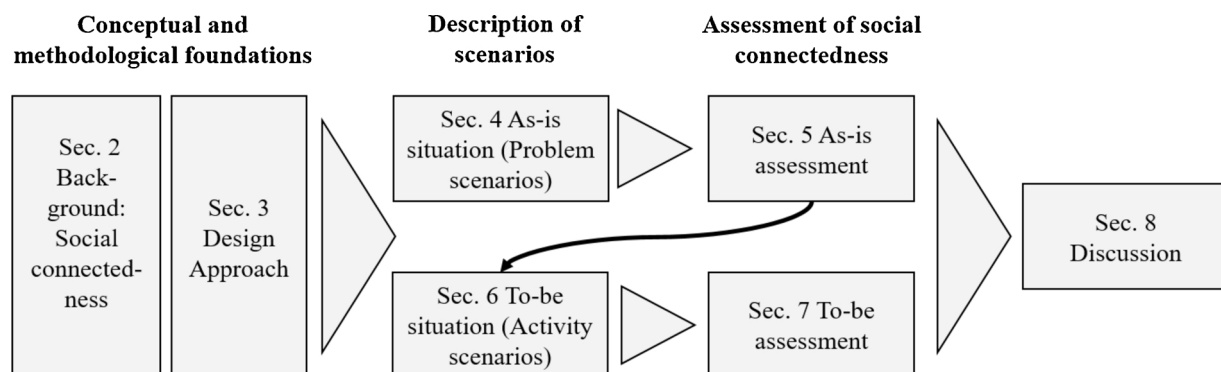 Conceptual and
methodological foundations
Description of
scenarios
Assessment of social
connectedness
Sec. 2
Back-
ground:
Social
connected-
ness
Sec. 3
Design
Approach
Sec. 4 As-is
situation (Problem
scenarios)
Sec. 5 As-is
assessment
Sec. 6 To-be
situation (Activity
scenarios)
Sec. 7 To-be
assessment
Sec. 8
Discussion